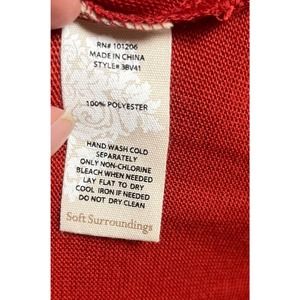 RN# 101206
MADE IN CHINA
STYLE# 3BV41
100% POLYESTER
HAND WASH COLD
SEPARATELY
ONLY NON-CHLORINE
BLEACH WHEN NEEDED
LAY FLAT TO DRY
COOL IRON IF NEEDED
DO NOT DRY CLEAN
Soft Surroundings